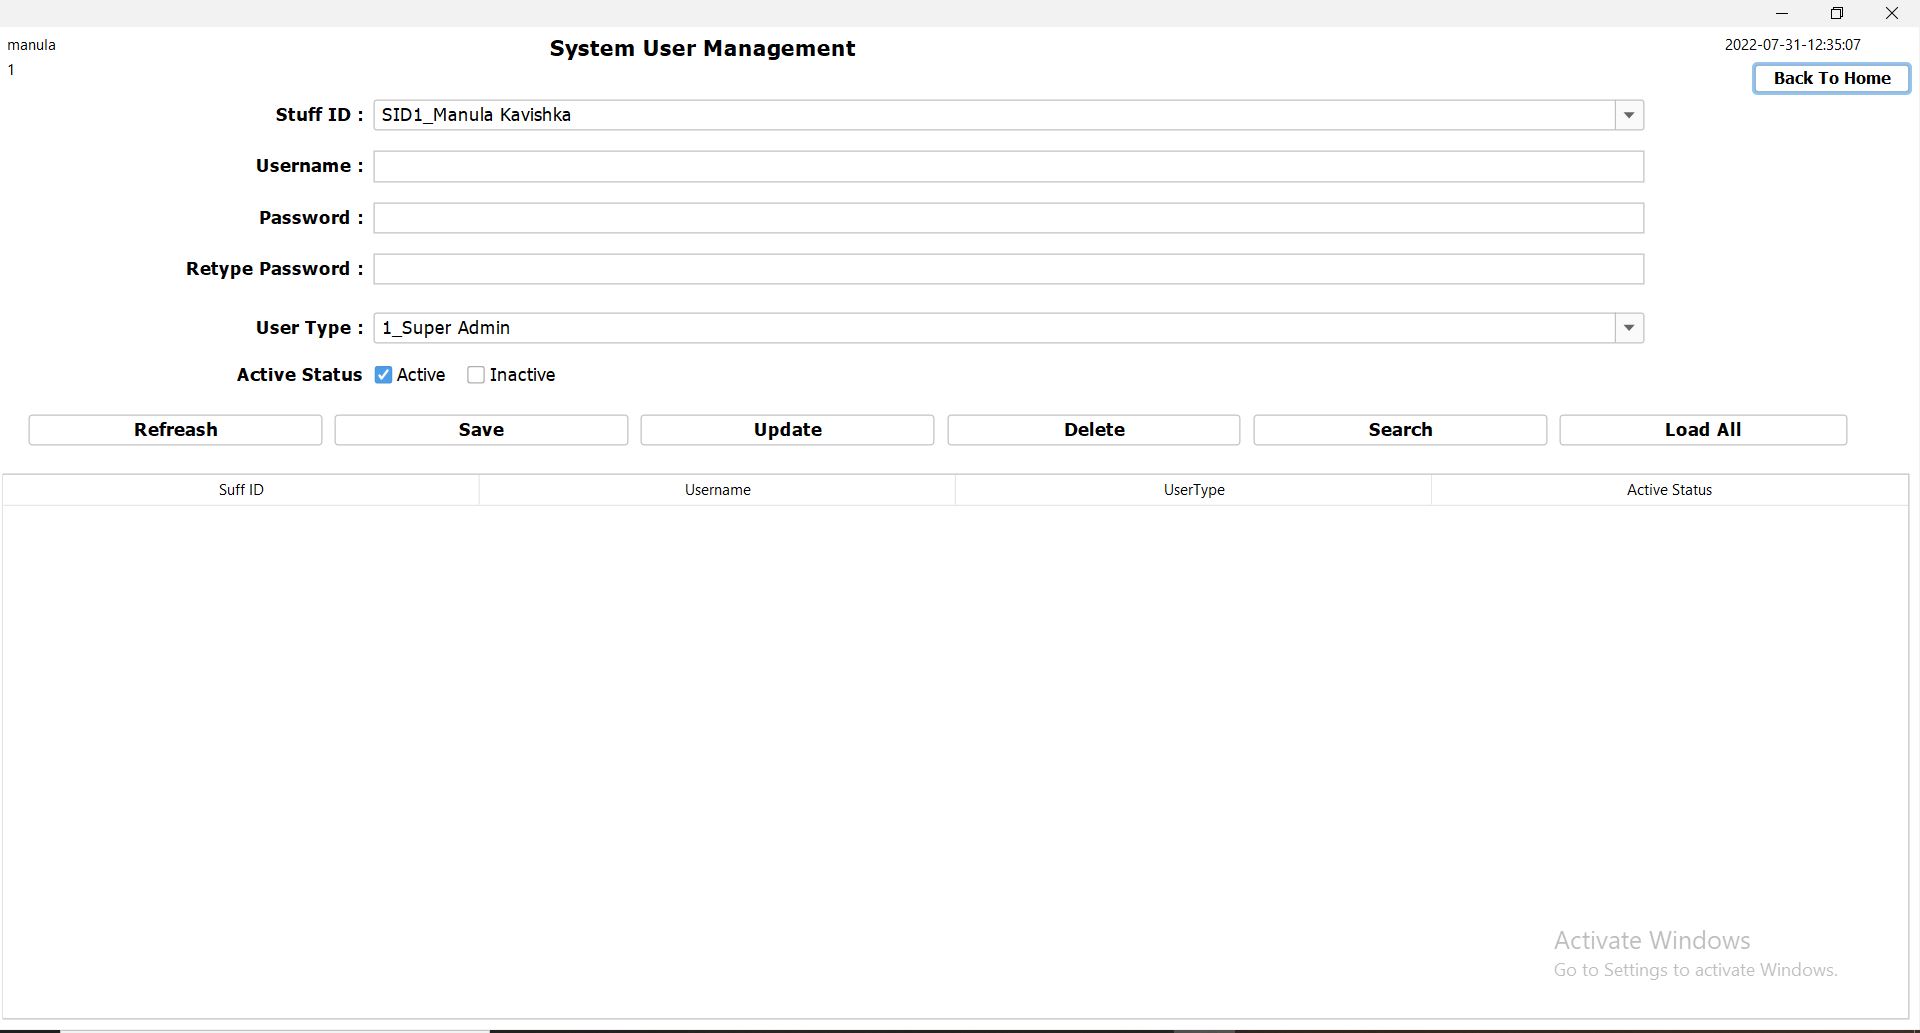 manula
System User Management
2022-07-31-12:35:07
1
Back To Home
Stuff ID : SID1_Manula Kavishka
Username :
Password :
Retype Password :
User Type : 1_Super Admin
Active Status Active Inactive
Refreash Save Update Delete Search Load All
Suff ID Username UserType Active Status
Activate Windows
Go to Settings to activate Windows.